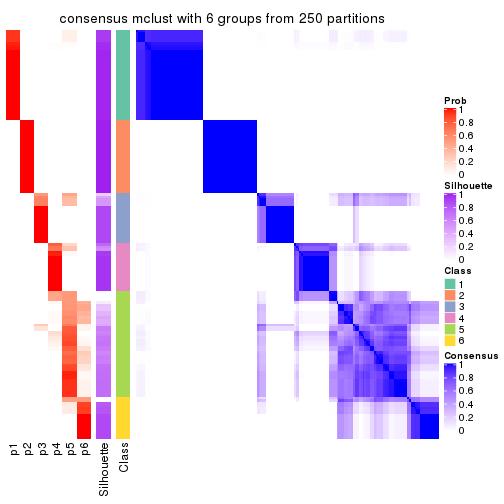 consensus mclust with 6 groups from 250 partitions
Prob
1
0.8
0.6
0.4
0.2
0
Silhouette
1
0.8
0.6
0.4
0.2
0
Class
1
2
3
4
5
6
Consensus
1
0.8
0.6
0.4
0.2
0
p1
p2
p3
p4
p5
p6
Silhouette
Class